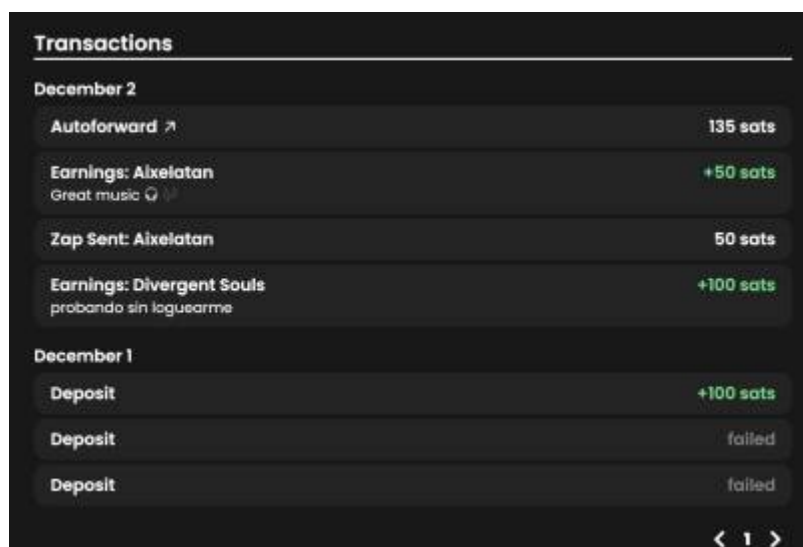 Transactions
December 2
Autoforward ↗ 135 sats
Earnings: Aixelatan +50 sats
Great music 🎧🎶
Zap Sent: Aixelatan 50 sats
Earnings: Divergent Souls +100 sats
probando sin loguearme
December 1
Deposit +100 sats
Deposit failed
Deposit failed
< 1 >